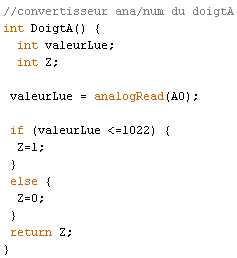 //convertisseur ana/num du doigtA
int DoigtA() {
int valeurLue;
int Z;
valeurLue = analogRead(A0);
if (valeurLue <=1022) {
Z=1;
}
else {
Z=0;
}
return Z;
}